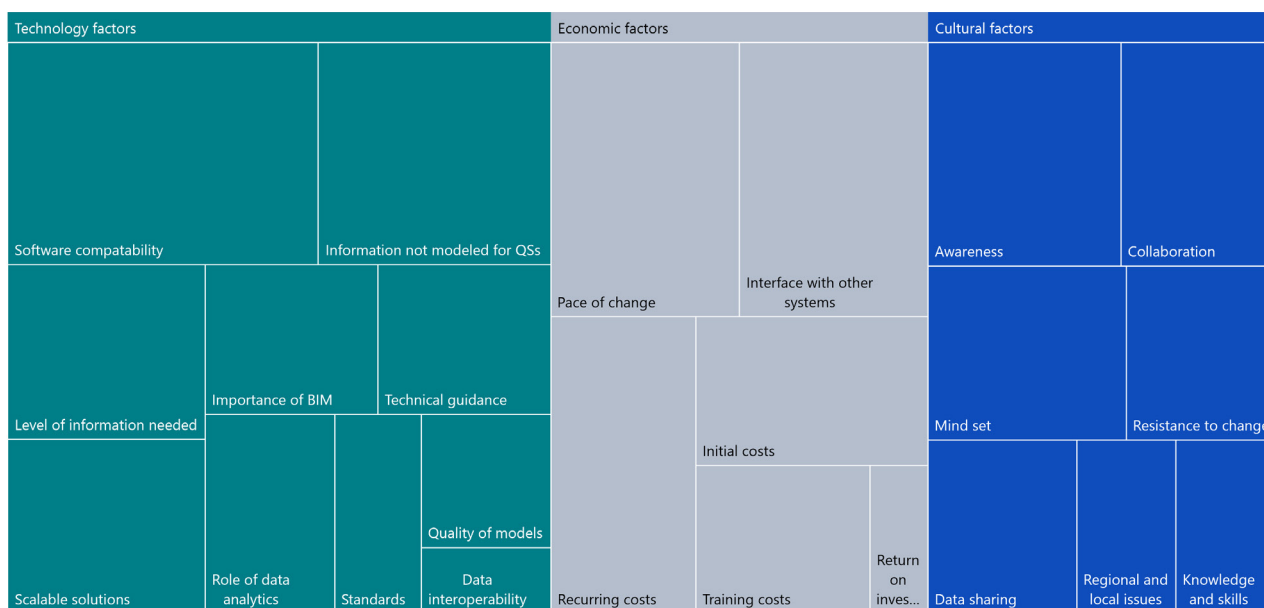 Technology factors
Software compatability
Information not modeled for QSs
Level of information needed
Importance of BIM
Technical guidance
Scalable solutions
Role of data
analytics
Standards
Quality of models
Data
interoperability
Economic factors
Pace of change
Interface with other
systems
Recurring costs
Initial costs
Training costs
Return
on
inves...
Cultural factors
Awareness
Collaboration
Mind set
Resistance to change
Data sharing
Regional and
local issues
Knowledge
and skills